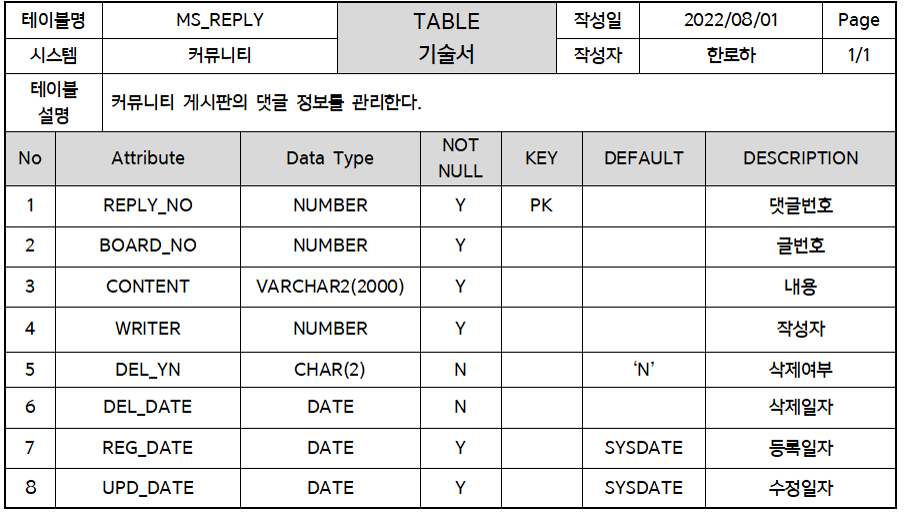 테이블명 MS_REPLY TABLE 기술서 작성일 2022/08/01 Page
시스템 커뮤니티 작성자 한로하 1/1
테이블 설명 커뮤니티 게시판의 댓글 정보를 관리한다.
No Attribute Data Type NOT NULL KEY DEFAULT DESCRIPTION
1 REPLY_NO NUMBER Y PK 댓글번호
2 BOARD_NO NUMBER Y 글번호
3 CONTENT VARCHAR2(2000) Y 내용
4 WRITER NUMBER Y 작성자
5 DEL_YN CHAR(2) N ‘N’ 삭제여부
6 DEL_DATE DATE N 삭제일자
7 REG_DATE DATE Y SYSDATE 등록일자
8 UPD_DATE DATE Y SYSDATE 수정일자